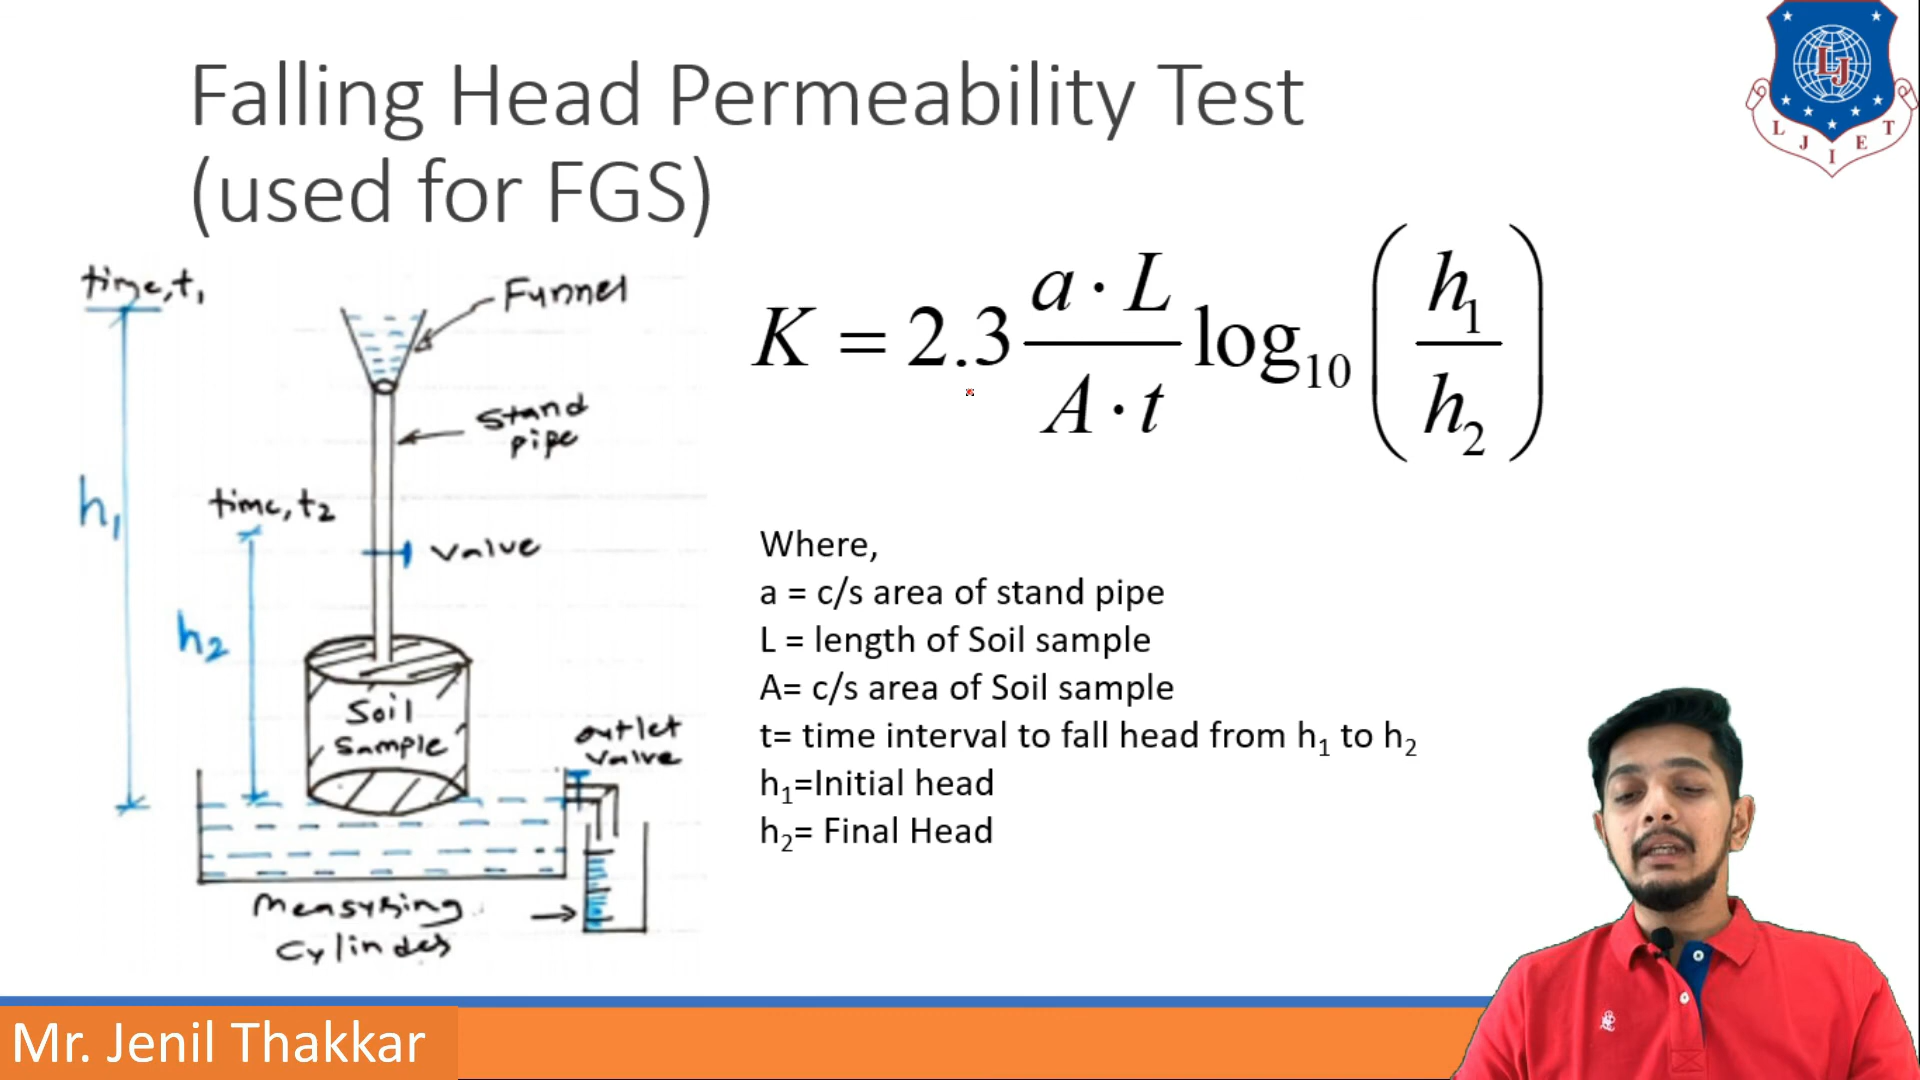 Falling Head Permeability Test
(used for FGS)
LJ
L J I E T
time, t₁
Funnel
K = 2.3 (a · L)/(A · t) log₁₀ (h₁/h₂)
stand
pipe
h₁
time, t₂
valve
h₂
Soil
Sample
outlet
valve
Measuring
Cylinder
Where,
a = c/s area of stand pipe
L = length of Soil sample
A= c/s area of Soil sample
t= time interval to fall head from h₁ to h₂
h₁=Initial head
h₂= Final Head
Mr. Jenil Thakkar